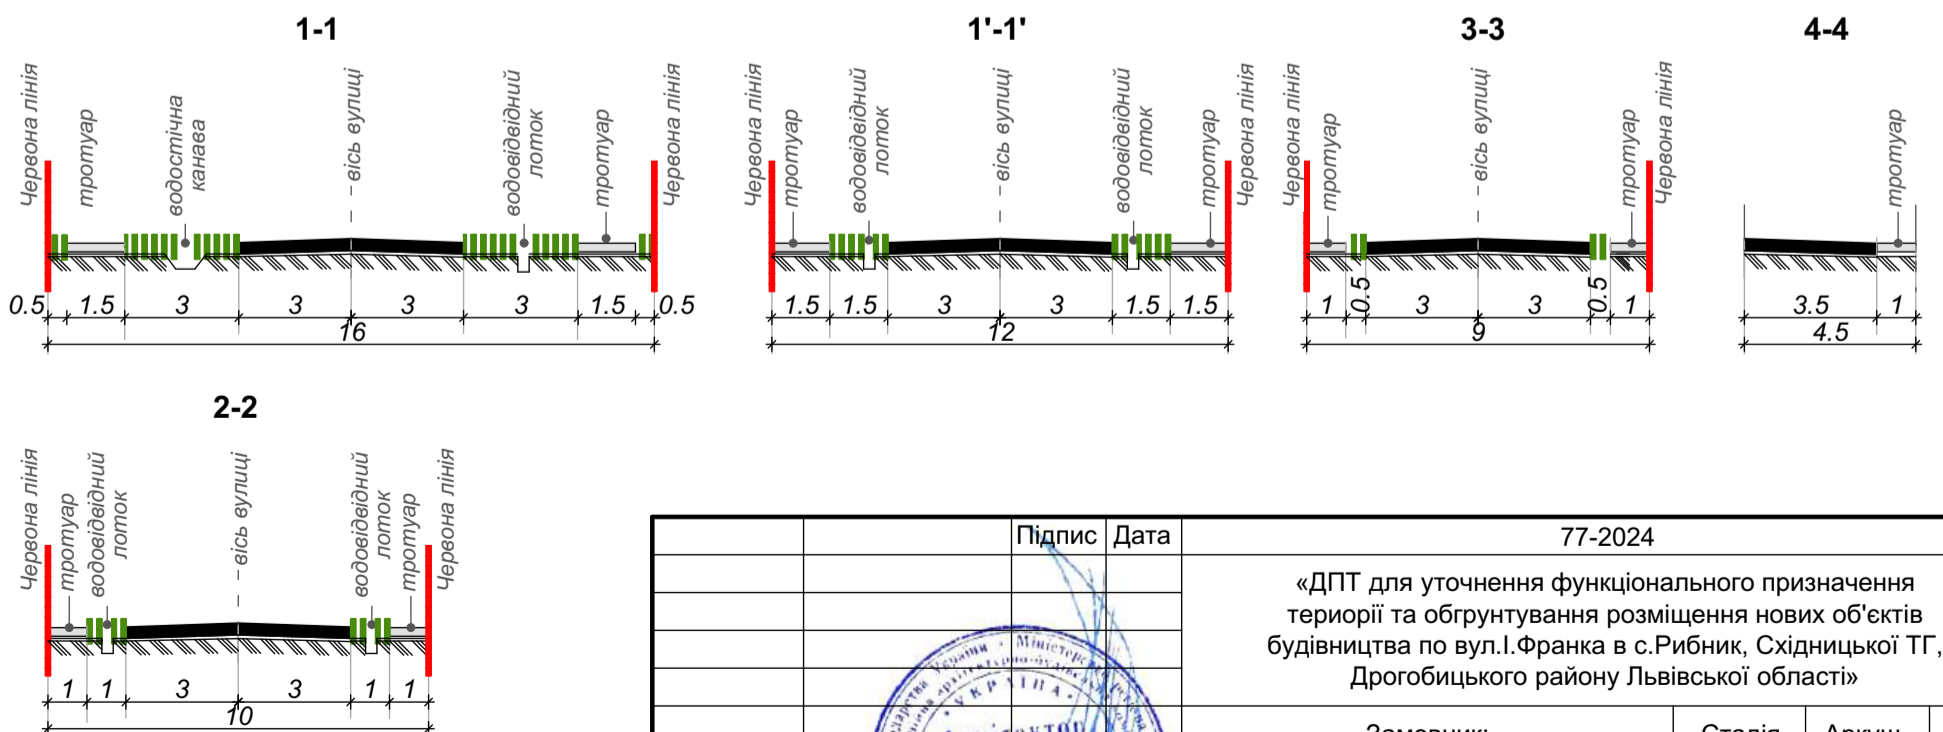 1-1
Червона лінія
тротуар
водостічна
канава
вісь вулиці
водовідвідний
лоток
тротуар
Червона лінія
0.5 1.5 3 3 3 3 1.5 0.5
16
1'-1'
Червона лінія
тротуар
водовідвідний
лоток
вісь вулиці
водовідвідний
лоток
тротуар
Червона лінія
1.5 1.5 3 3 1.5 1.5
12
3-3
Червона лінія
тротуар
вісь вулиці
тротуар
Червона лінія
1 0.5 3 3 0.5 1
9
4-4
тротуар
3.5 1
4.5
2-2
Червона лінія
тротуар
водовідвідний
лоток
вісь вулиці
водовідвідний
лоток
тротуар
Червона лінія
1 1 3 3 1 1
10
Підпис Дата
77-2024
«ДПТ для уточнення функціонального призначення
териорії та обгрунтування розміщення нових об'єктів
будівництва по вул.І.Франка в с.Рибник, Східницької ТГ,
Дрогобицького району Львівської області»
Замовник:
Стадія
Аркуш
України
УКРАЇНА